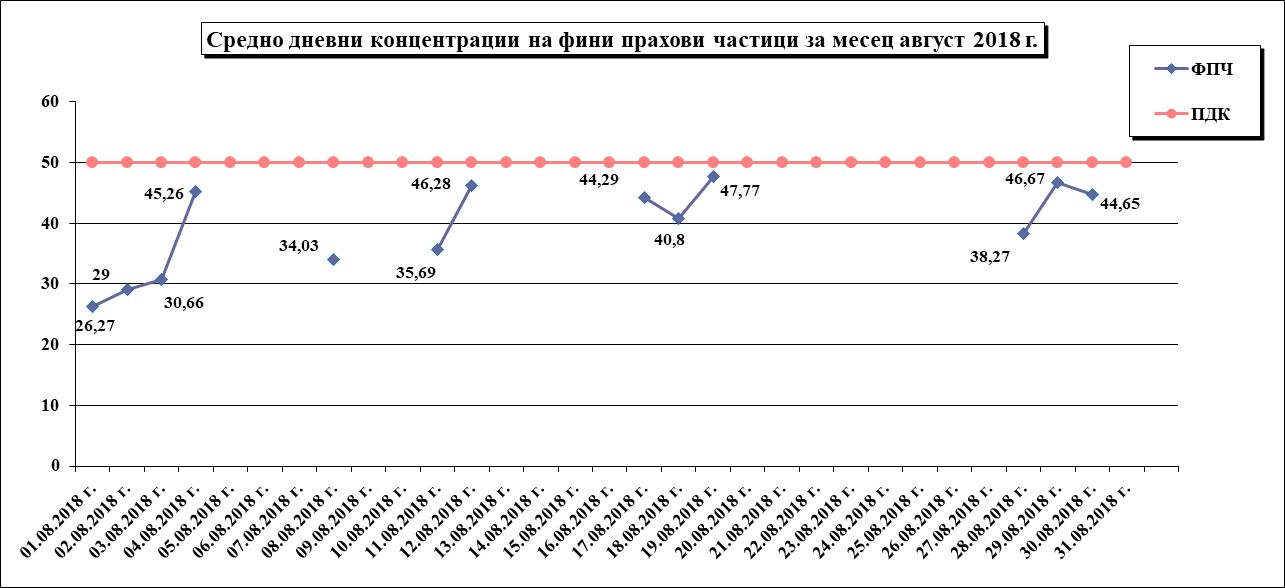 Средно дневни концентрации на фини прахови частици за месец август 2018 г.
ФПЧ
ПДК
60
50
40
30
20
10
0
26,27
29
30,66
45,26
34,03
35,69
46,28
44,29
40,8
47,77
38,27
46,67
44,65
01.08.2018 г.
02.08.2018 г.
03.08.2018 г.
04.08.2018 г.
05.08.2018 г.
06.08.2018 г.
07.08.2018 г.
08.08.2018 г.
09.08.2018 г.
10.08.2018 г.
11.08.2018 г.
12.08.2018 г.
13.08.2018 г.
14.08.2018 г.
15.08.2018 г.
16.08.2018 г.
17.08.2018 г.
18.08.2018 г.
19.08.2018 г.
20.08.2018 г.
21.08.2018 г.
22.08.2018 г.
23.08.2018 г.
24.08.2018 г.
25.08.2018 г.
26.08.2018 г.
27.08.2018 г.
28.08.2018 г.
29.08.2018 г.
30.08.2018 г.
31.08.2018 г.